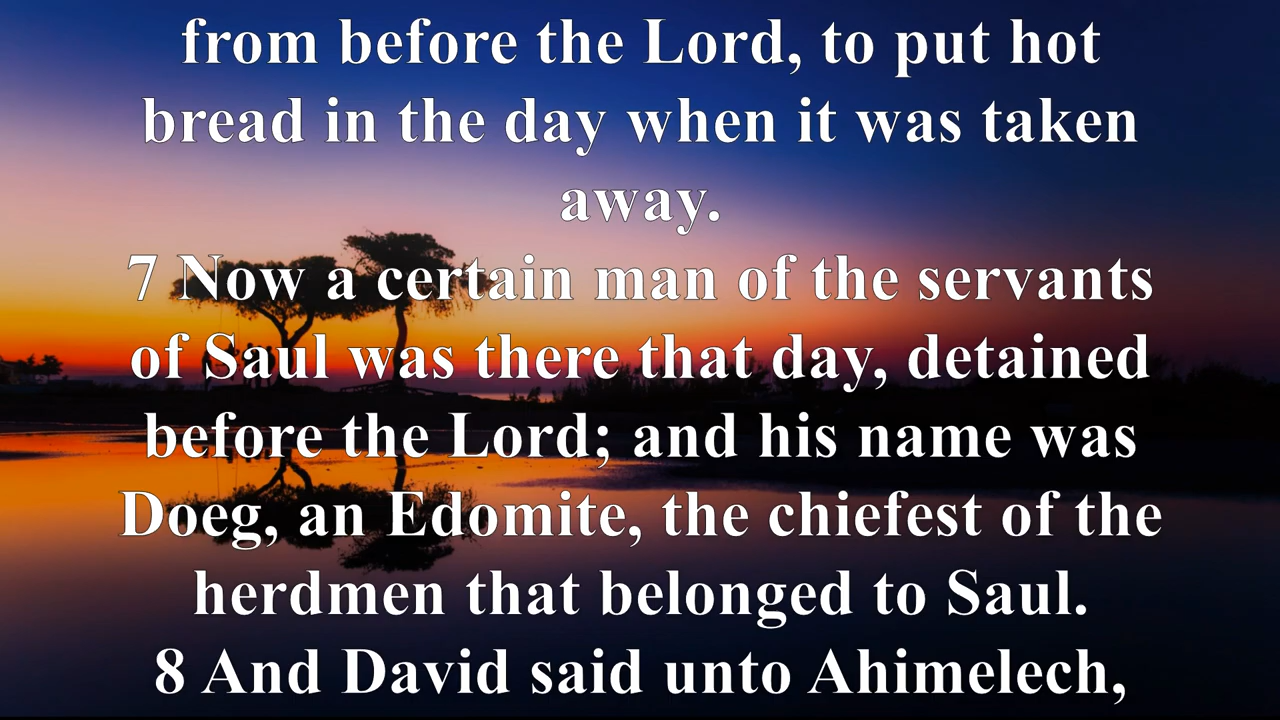 from before the Lord, to put hot
bread in the day when it was taken
away.
7 Now a certain man of the servants
of Saul was there that day, detained
before the Lord; and his name was
Doeg, an Edomite, the chiefest of the
herdmen that belonged to Saul.
8 And David said unto Ahimelech,